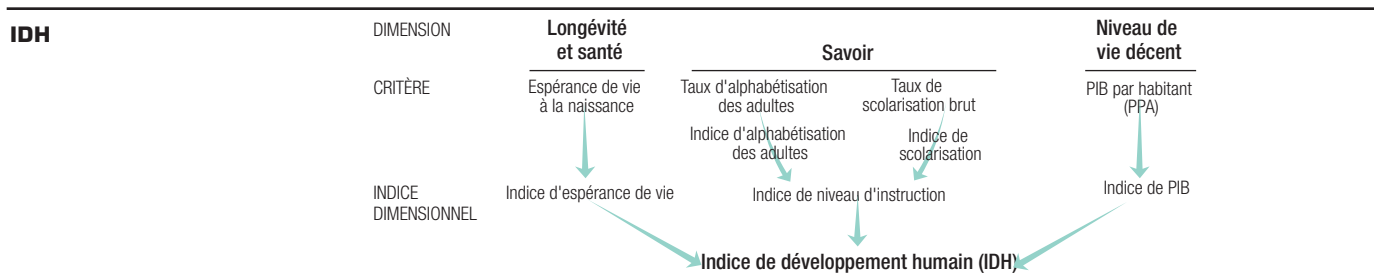 IDH
DIMENSION
Longévité
et santé
Savoir
Niveau de
vie décent
CRITÈRE
Espérance de vie
à la naissance
Taux d'alphabétisation
des adultes
Taux de
scolarisation brut
PIB par habitant
(PPA)
Indice d'alphabétisation
des adultes
Indice de
scolarisation
INDICE
DIMENSIONNEL
Indice d'espérance de vie
Indice de niveau d'instruction
Indice de PIB
Indice de développement humain (IDH)